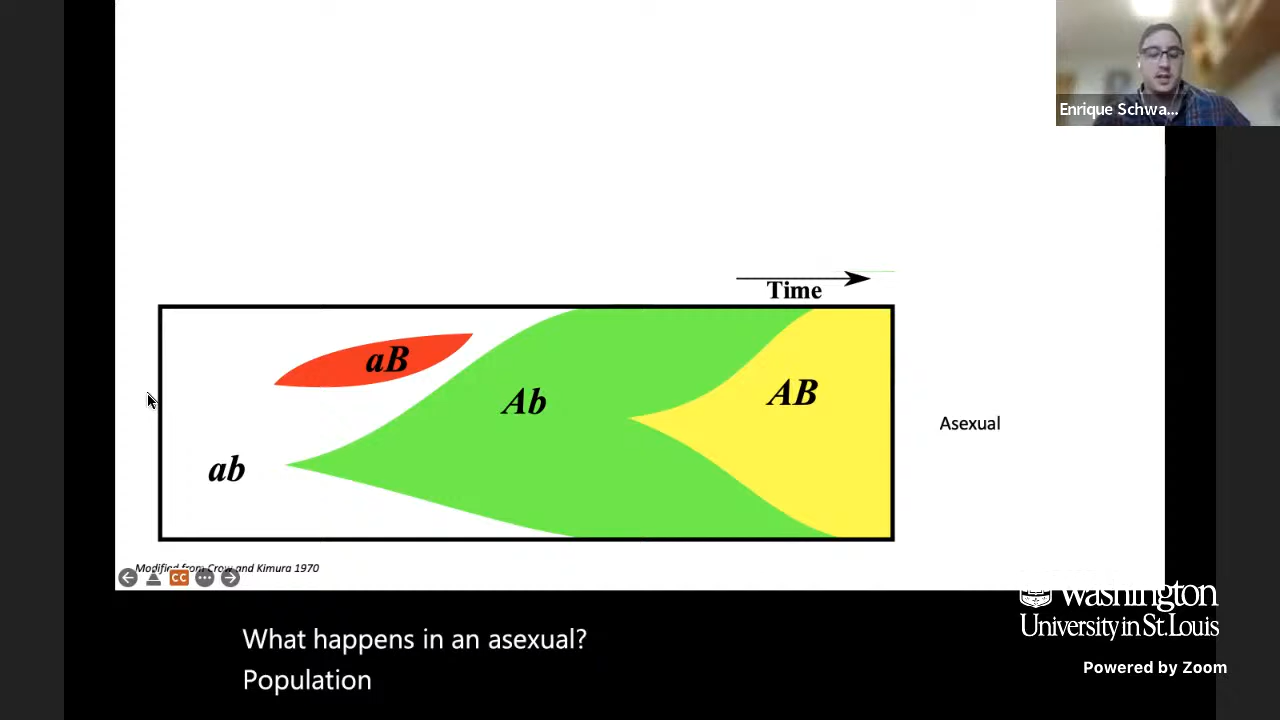 Enrique Schwa...
Time
aB
Ab
AB
Asexual
ab
Modified from Crow and Kimura 1970
CC
What happens in an asexual?
Population
Washington
University in St. Louis
Powered by Zoom